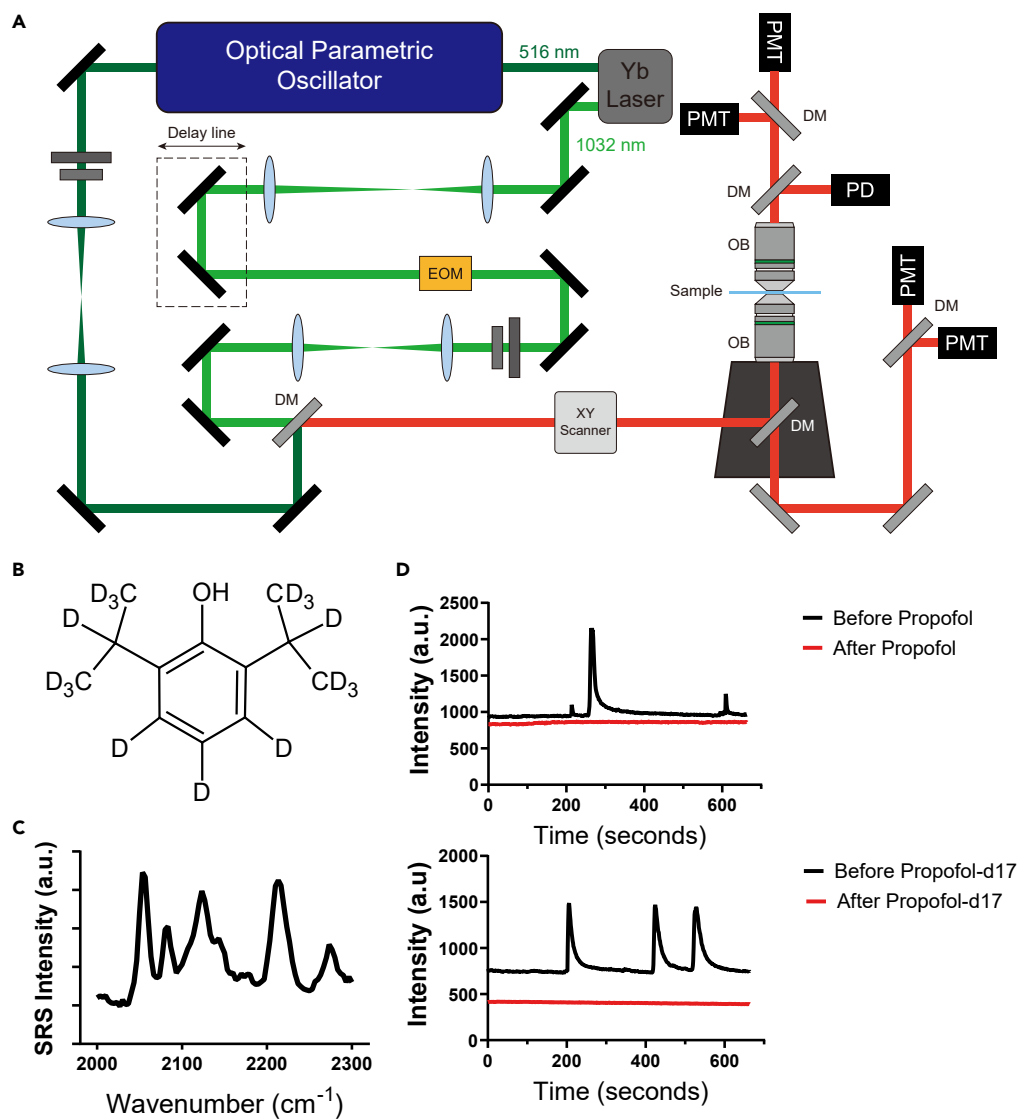 A
Optical Parametric
Oscillator
516 nm
Yb
Laser
1032 nm
Delay line
EOM
DM
XY
Scanner
PMT
PMT
DM
DM
PD
OB
Sample
OB
DM
PMT
DM
PMT
B
OH
D3C
CD3
D
D
D3C
CD3
D
D
D
C
SRS Intensity (a.u.)
2000
2100
2200
2300
Wavenumber (cm-1)
D
Intensity (a.u.)
2500
2000
1500
1000
500
0
0
200
400
600
Time (seconds)
Before Propofol
After Propofol
Intensity (a.u)
2000
1500
1000
500
0
0
200
400
600
Time (seconds)
Before Propofol-d17
After Propofol-d17